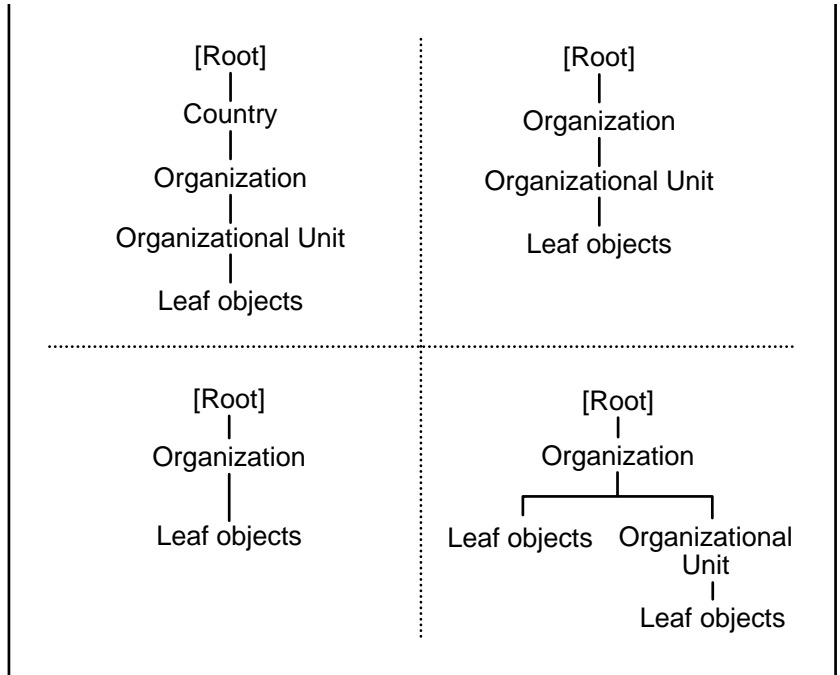 [Root]
Country
Organization
Organizational Unit
Leaf objects
[Root]
Organization
Organizational Unit
Leaf objects
[Root]
Organization
Leaf objects
[Root]
Organization
Leaf objects
Organizational
Unit
Leaf objects